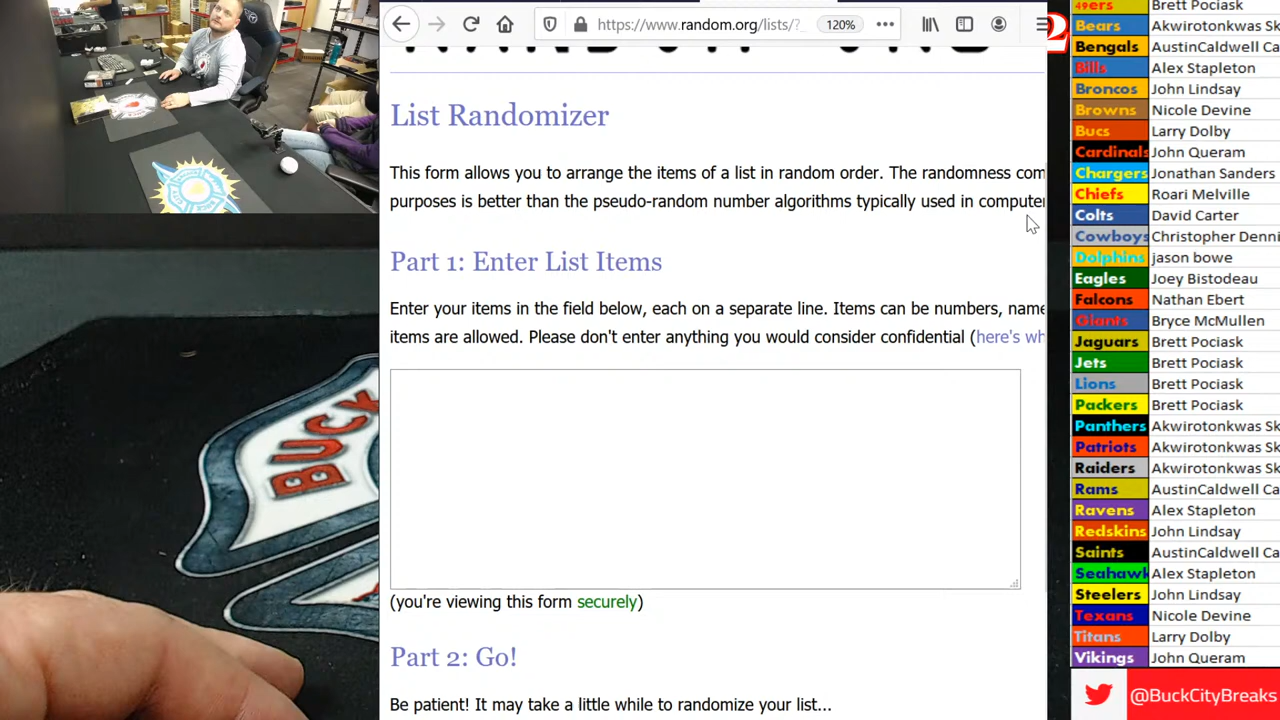 https://www.random.org/lists/?
120%
List Randomizer
This form allows you to arrange the items of a list in random order. The randomness com
purposes is better than the pseudo-random number algorithms typically used in computer
Part 1: Enter List Items
Enter your items in the field below, each on a separate line. Items can be numbers, name
items are allowed. Please don't enter anything you would consider confidential (here's wh
(you're viewing this form securely)
Part 2: Go!
Be patient! It may take a little while to randomize your list...
BUCK
49ers Brett Pociask
Bears Akwirotonkwas Sk
Bengals AustinCaldwell Ca
Bills Alex Stapleton
Broncos John Lindsay
Browns Nicole Devine
Bucs Larry Dolby
Cardinals John Queram
Chargers Jonathan Sanders
Chiefs Roari Melville
Colts David Carter
Cowboys Christopher Denni
Dolphins jason bowe
Eagles Joey Bistodeau
Falcons Nathan Ebert
Giants Bryce McMullen
Jaguars Brett Pociask
Jets Brett Pociask
Lions Brett Pociask
Packers Brett Pociask
Panthers Akwirotonkwas Sk
Patriots Akwirotonkwas Sk
Raiders Akwirotonkwas Sk
Rams AustinCaldwell Ca
Ravens Alex Stapleton
Redskins John Lindsay
Saints AustinCaldwell Ca
Seahawk Alex Stapleton
Steelers John Lindsay
Texans Nicole Devine
Titans Larry Dolby
Vikings John Queram
@BuckCityBreaks